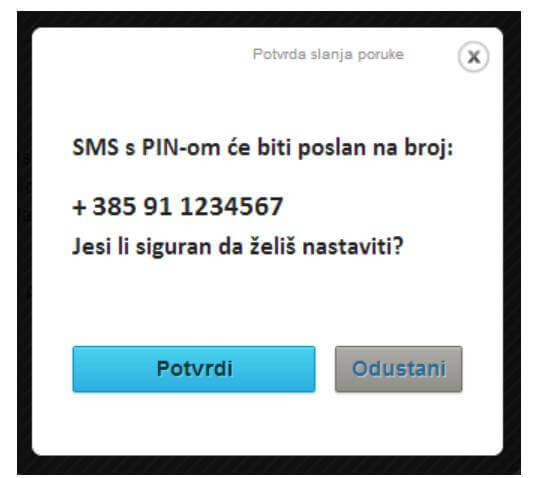 Potvrda slanja poruke
SMS s PIN-om će biti poslan na broj:
+ 385 91 1234567
Jesi li siguran da želiš nastaviti?
Potvrdi
Odustani